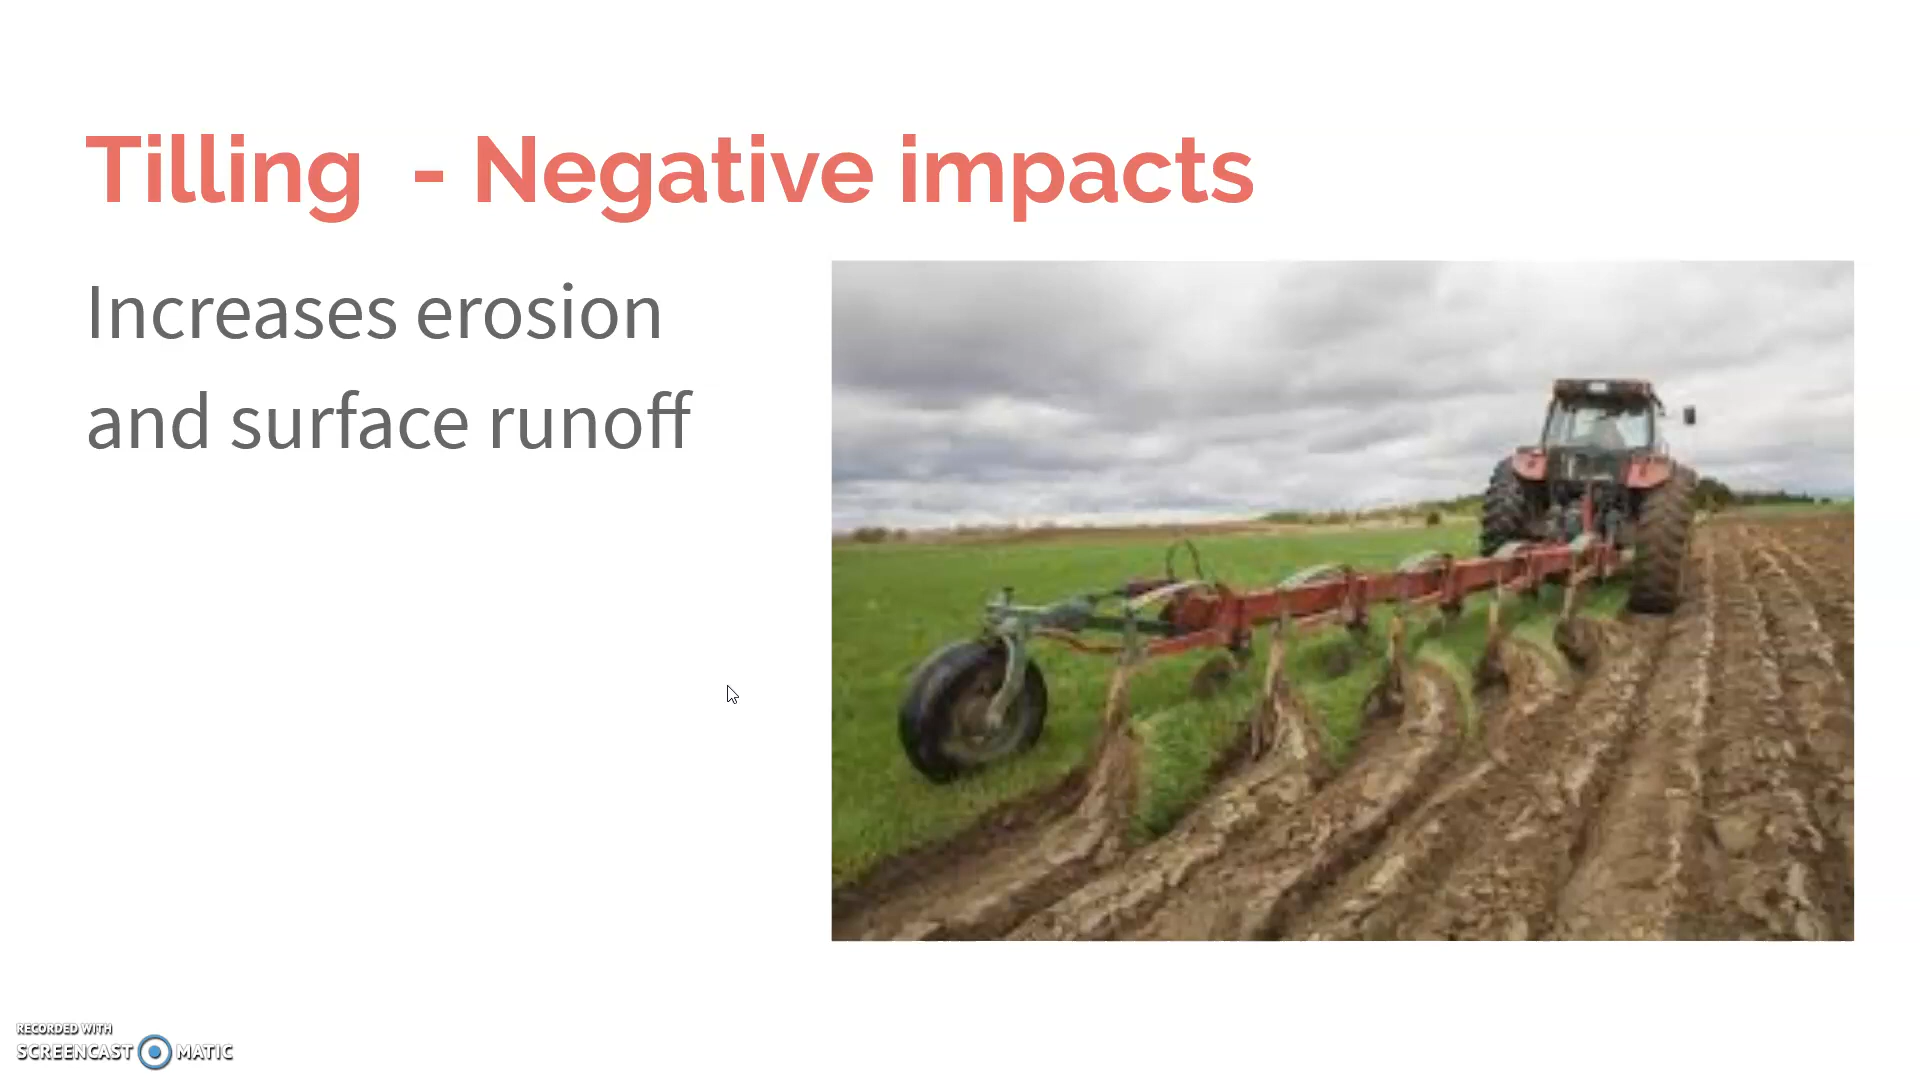 Tilling  - Negative impacts
Increases erosion
and surface runoff
RECORDED WITH
SCREENCAST MATIC